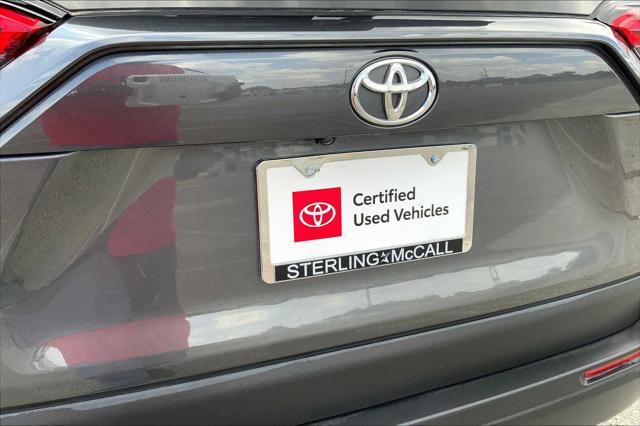 Certified
Used Vehicles
STERLING McCALL